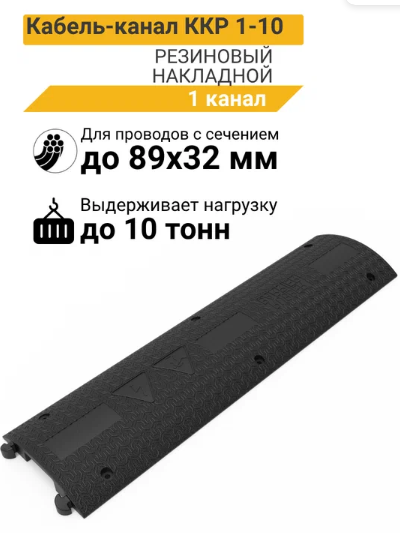 Кабель-канал ККР 1-10
РЕЗИНОВЫЙ
НАКЛАДНОЙ
1 канал
Для проводов с сечением
до 89х32 мм
Выдерживает нагрузку
до 10 тонн